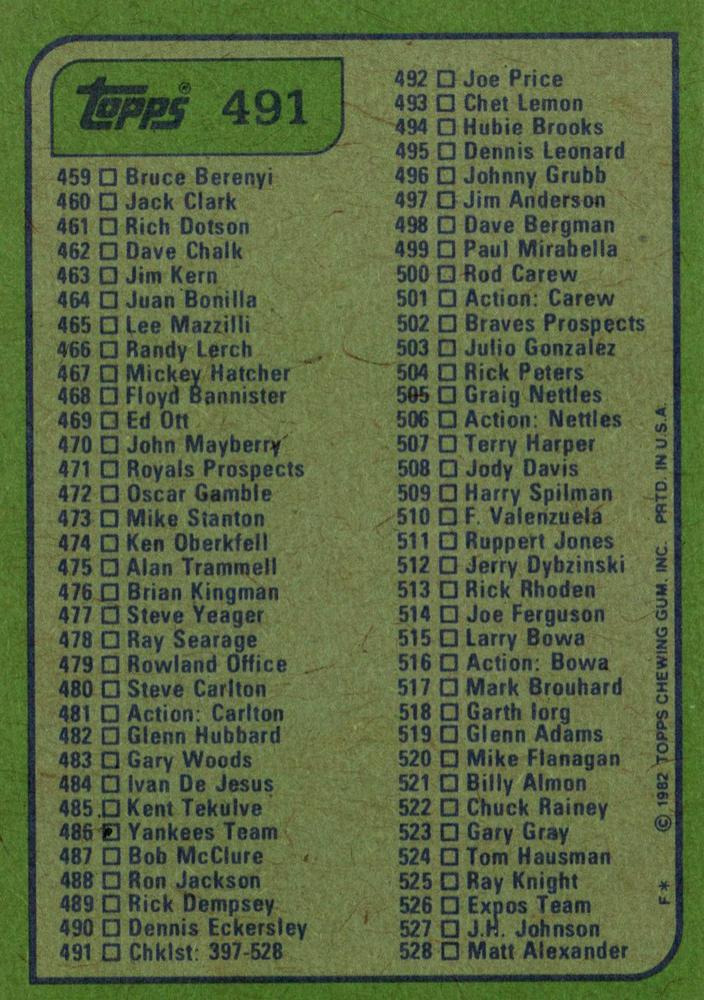 Topps® 491
459 □ Bruce Berenyi
460 □ Jack Clark
461 □ Rich Dotson
462 □ Dave Chalk
463 □ Jim Kern
464 □ Juan Bonilla
465 □ Lee Mazzilli
466 □ Randy Lerch
467 □ Mickey Hatcher
468 □ Floyd Bannister
469 □ Ed Ott
470 □ John Mayberry
471 □ Royals Prospects
472 □ Oscar Gamble
473 □ Mike Stanton
474 □ Ken Oberkfell
475 □ Alan Trammell
476 □ Brian Kingman
477 □ Steve Yeager
478 □ Ray Searage
479 □ Rowland Office
480 □ Steve Carlton
481 □ Action: Carlton
482 □ Glenn Hubbard
483 □ Gary Woods
484 □ Ivan De Jesus
485 □ Kent Tekulve
486 □ Yankees Team
487 □ Bob McClure
488 □ Ron Jackson
489 □ Rick Dempsey
490 □ Dennis Eckersley
491 □ Chklst: 397-528
492 □ Joe Price
493 □ Chet Lemon
494 □ Hubie Brooks
495 □ Dennis Leonard
496 □ Johnny Grubb
497 □ Jim Anderson
498 □ Dave Bergman
499 □ Paul Mirabella
500 □ Rod Carew
501 □ Action: Carew
502 □ Braves Prospects
503 □ Julio Gonzalez
504 □ Rick Peters
505 □ Graig Nettles
506 □ Action: Nettles
507 □ Terry Harper
508 □ Jody Davis
509 □ Harry Spilman
510 □ F. Valenzuela
511 □ Ruppert Jones
512 □ Jerry Dybzinski
513 □ Rick Rhoden
514 □ Joe Ferguson
515 □ Larry Bowa
516 □ Action: Bowa
517 □ Mark Brouhard
518 □ Garth Iorg
519 □ Glenn Adams
520 □ Mike Flanagan
521 □ Billy Almon
522 □ Chuck Rainey
523 □ Gary Gray
524 □ Tom Hausman
525 □ Ray Knight
526 □ Expos Team
527 □ J.H. Johnson
528 □ Matt Alexander
F* © 1982 TOPPS CHEWING GUM, INC. PRTD. IN U.S.A.